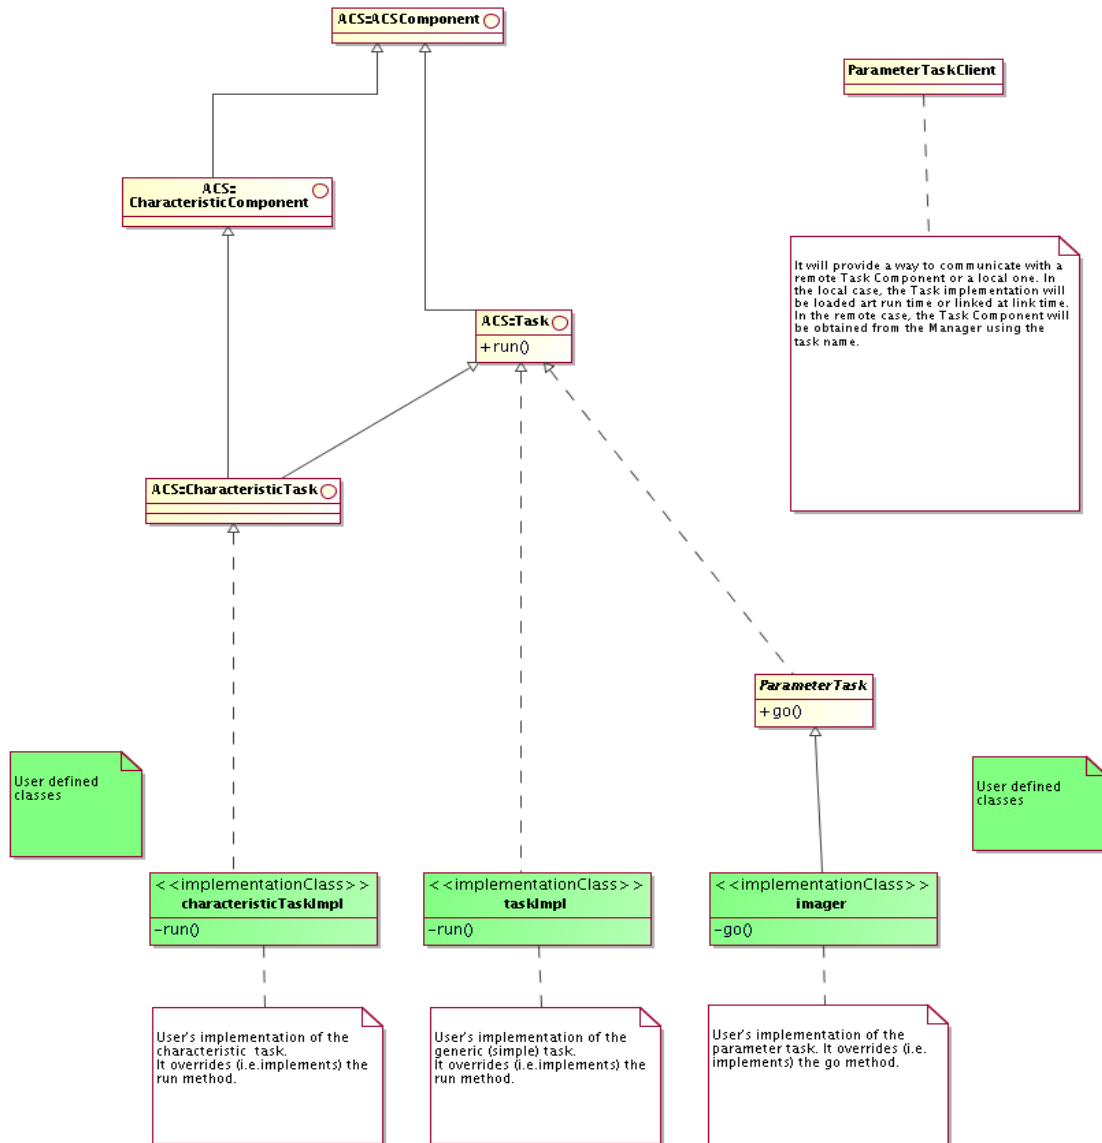 ACS::ACSComponent
ParameterTaskClient
ACS::
CharacteristicComponent
It will provide a way to communicate with a
remote Task Component or a local one. In
the local case, the Task implementation will
be loaded art run time or linked at link time.
In the remote case, the Task Component will
be obtained from the Manager using the
task name.
ACS::Task
+run()
ACS::CharacteristicTask
ParameterTask
+go()
User defined
classes
User defined
classes
<<implementationClass>>
characteristicTaskImpl
-run()
<<implementationClass>>
taskImpl
-run()
<<implementationClass>>
imager
-go()
User's implementation of the
characteristic task.
It overrides (i.e.implements) the
run method.
User's implementation of the
generic (simple) task.
It overrides (i.e.implements) the
run method.
User's implementation of the
parameter task. It overrides (i.e.
implements) the go method.